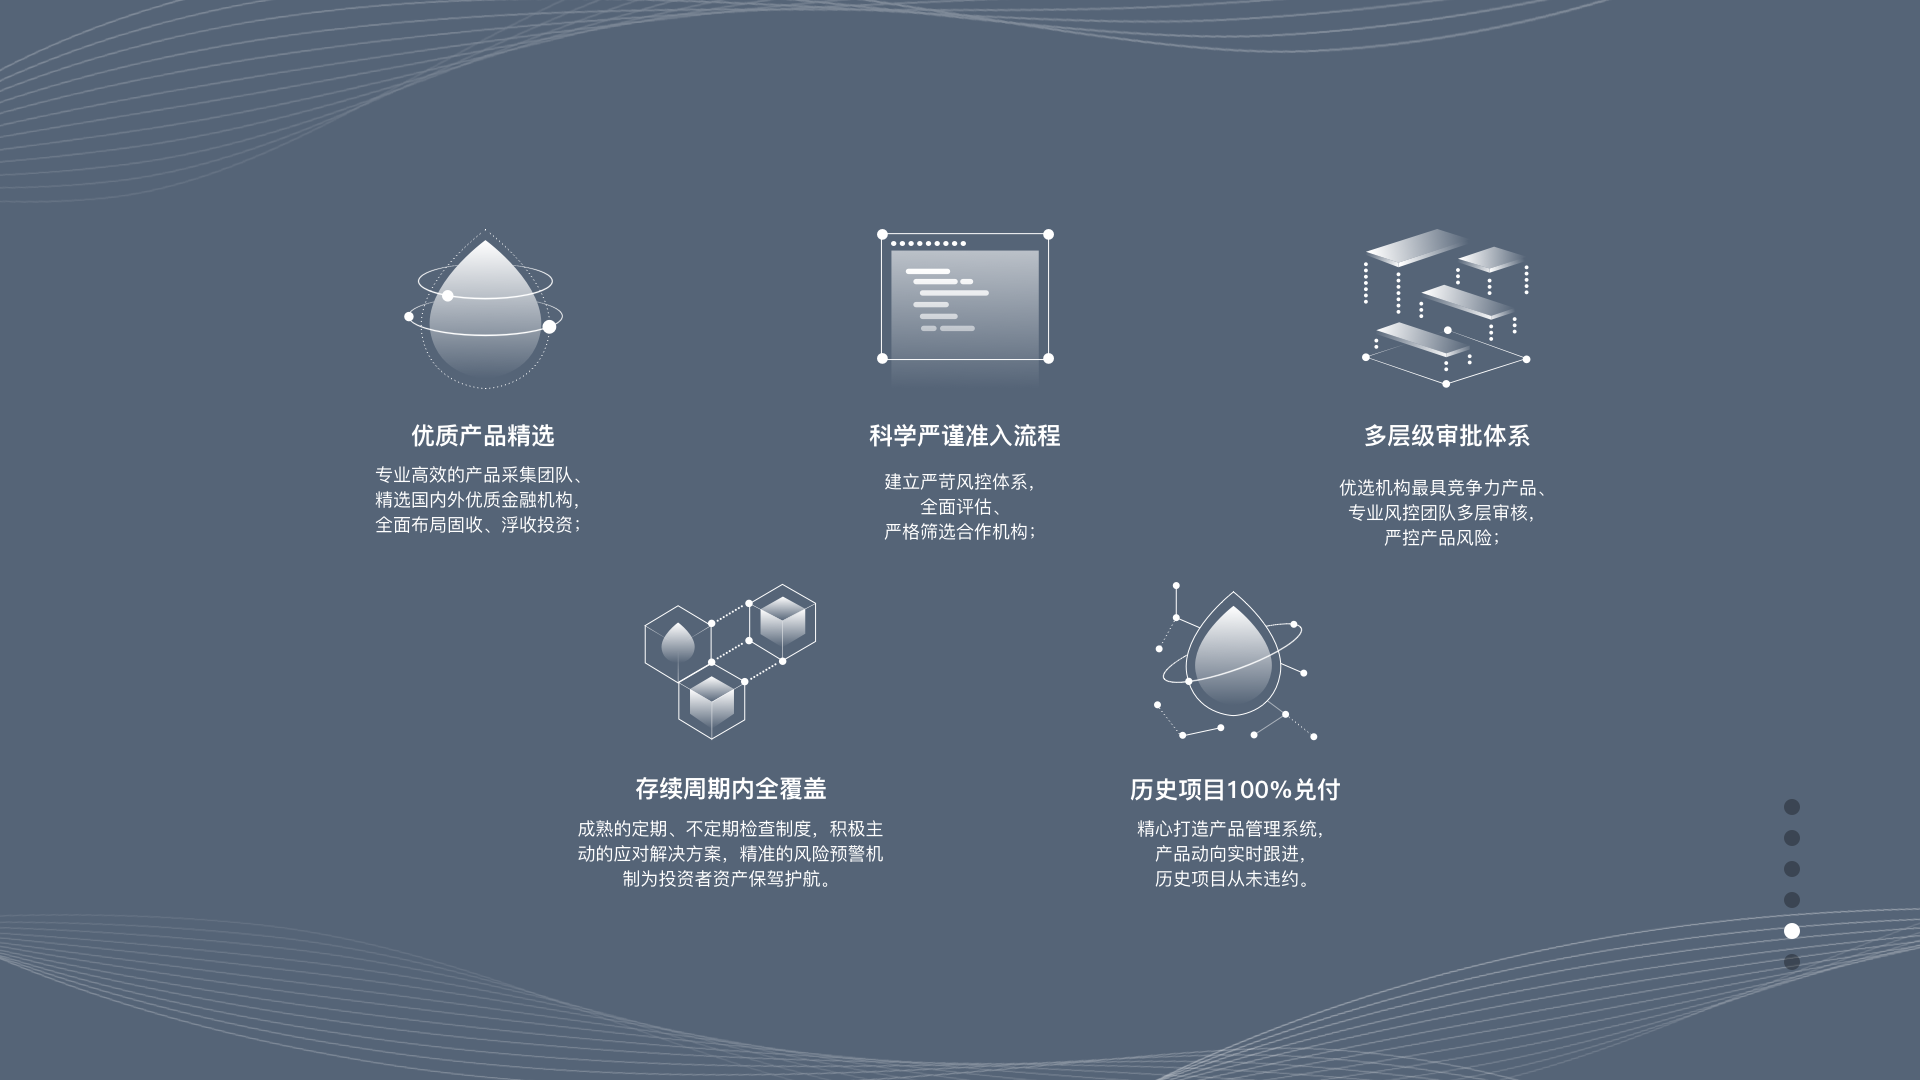 优质产品精选
专业高效的产品采集团队、
精选国内外优质金融机构，
全面布局固收、浮收投资；
科学严谨准入流程
建立严苛风控体系，
全面评估、
严格筛选合作机构；
多层级审批体系
优选机构最具竞争力产品、
专业风控团队多层审核，
严控产品风险；
存续周期内全覆盖
成熟的定期、不定期检查制度，积极主
动的应对解决方案，精准的风险预警机
制为投资者资产保驾护航。
历史项目100%兑付
精心打造产品管理系统，
产品动向实时跟进，
历史项目从未违约。